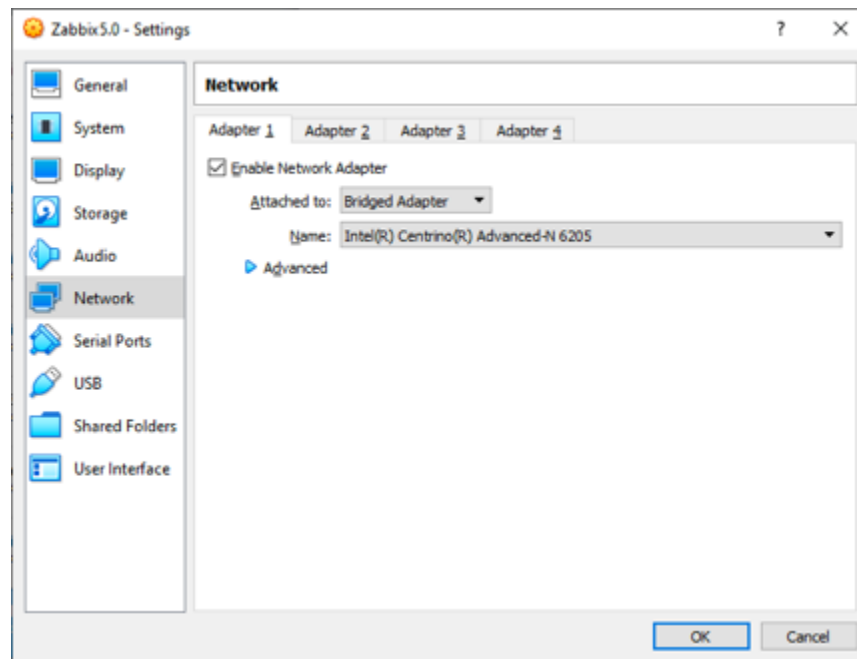 Zabbix5.0 - Settings
General
System
Display
Storage
Audio
Network
Serial Ports
USB
Shared Folders
User Interface
Network
Adapter 1 Adapter 2 Adapter 3 Adapter 4
Enable Network Adapter
Attached to: Bridged Adapter
Name: Intel(R) Centrino(R) Advanced-N 6205
Advanced
OK Cancel